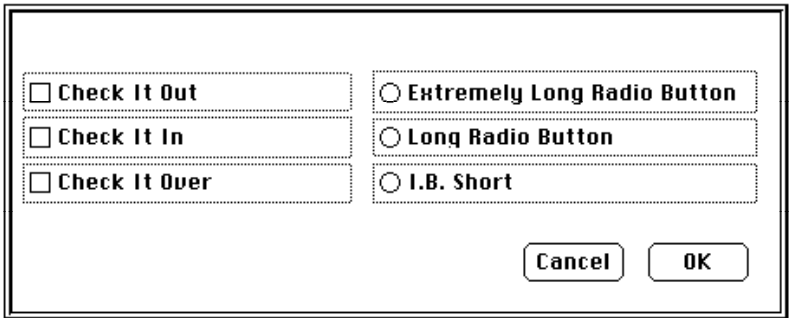 Check It Out
Extremely Long Radio Button
Check It In
Long Radio Button
Check It Over
I.B. Short
Cancel
OK